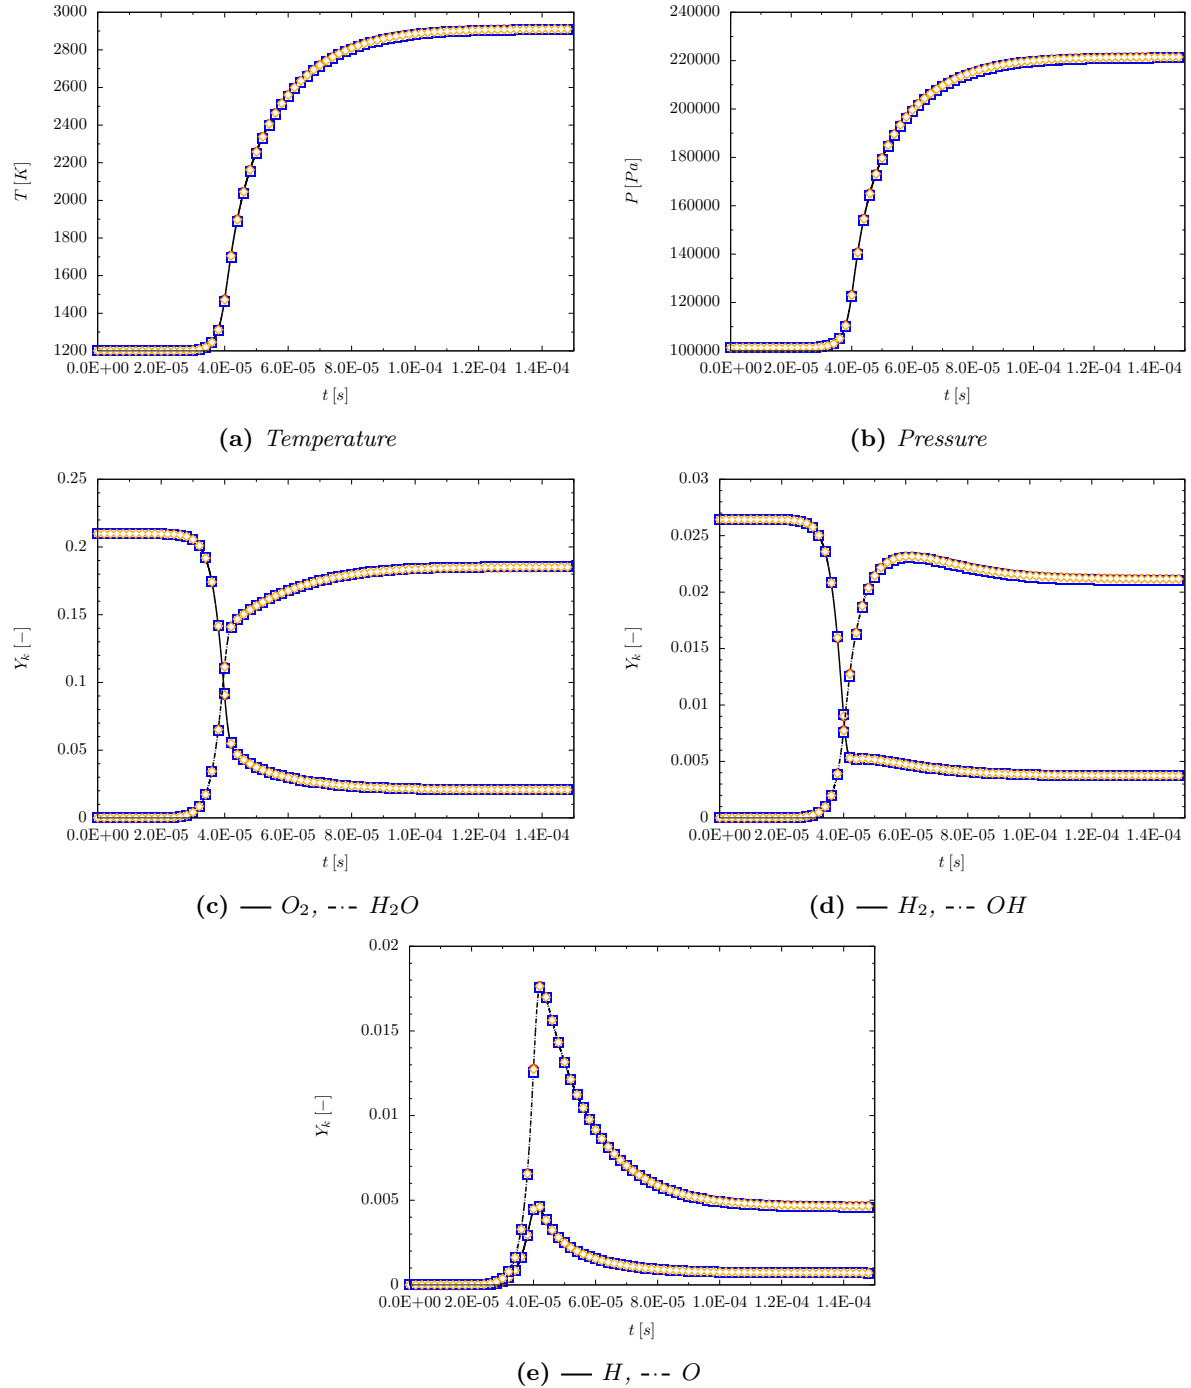 3000
2800
2600
2400
2200
2000
1800
1600
1400
1200
T [K]
0.0E+00 2.0E-05 4.0E-05 6.0E-05 8.0E-05 1.0E-04 1.2E-04 1.4E-04
t [s]
(a) Temperature
240000
220000
200000
180000
160000
140000
120000
100000
P [Pa]
0.0E+00 2.0E-05 4.0E-05 6.0E-05 8.0E-05 1.0E-04 1.2E-04 1.4E-04
t [s]
(b) Pressure
0.25
0.2
0.15
0.1
0.05
0
Y_k [−]
0.0E+00 2.0E-05 4.0E-05 6.0E-05 8.0E-05 1.0E-04 1.2E-04 1.4E-04
t [s]
(c) — O₂, -·- H₂O
0.03
0.025
0.02
0.015
0.01
0.005
0
Y_k [−]
0.0E+00 2.0E-05 4.0E-05 6.0E-05 8.0E-05 1.0E-04 1.2E-04 1.4E-04
t [s]
(d) — H₂, -·- OH
0.02
0.015
0.01
0.005
0
Y_k [−]
0.0E+00 2.0E-05 4.0E-05 6.0E-05 8.0E-05 1.0E-04 1.2E-04 1.4E-04
t [s]
(e) — H, -·- O